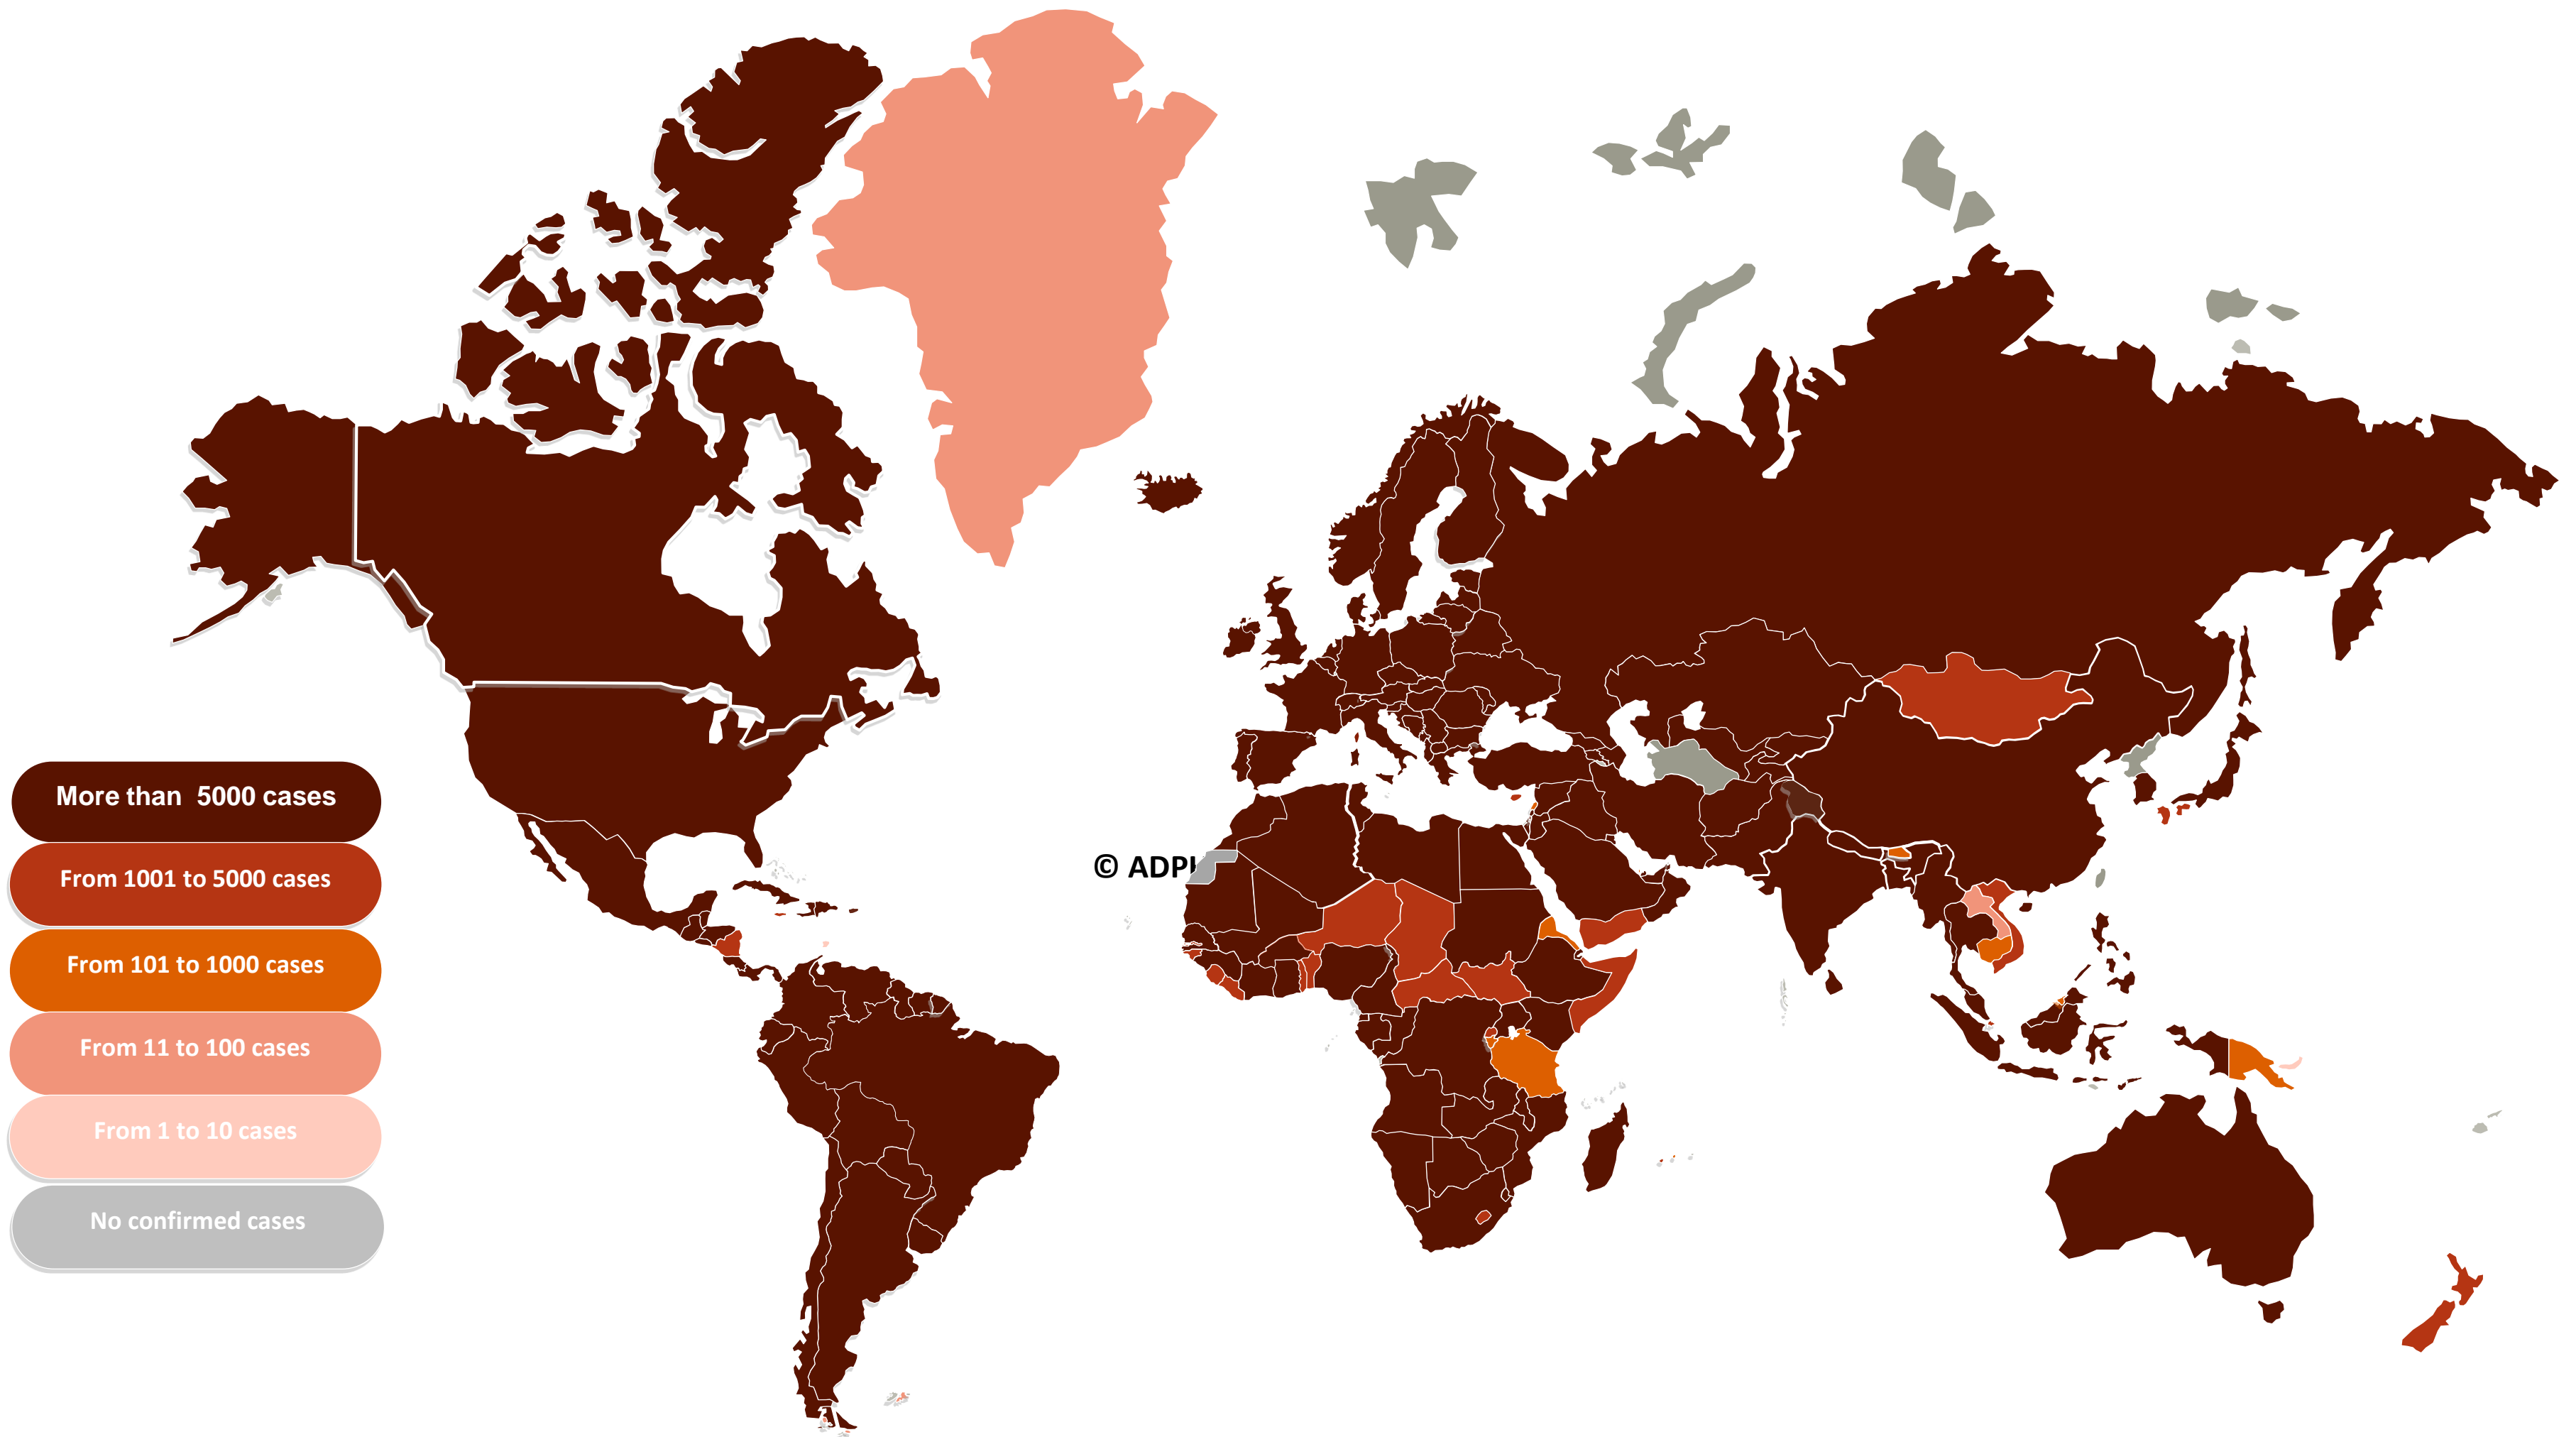 More than 5000 cases
From 1001 to 5000 cases
From 101 to 1000 cases
From 11 to 100 cases
From 1 to 10 cases
No confirmed cases
©